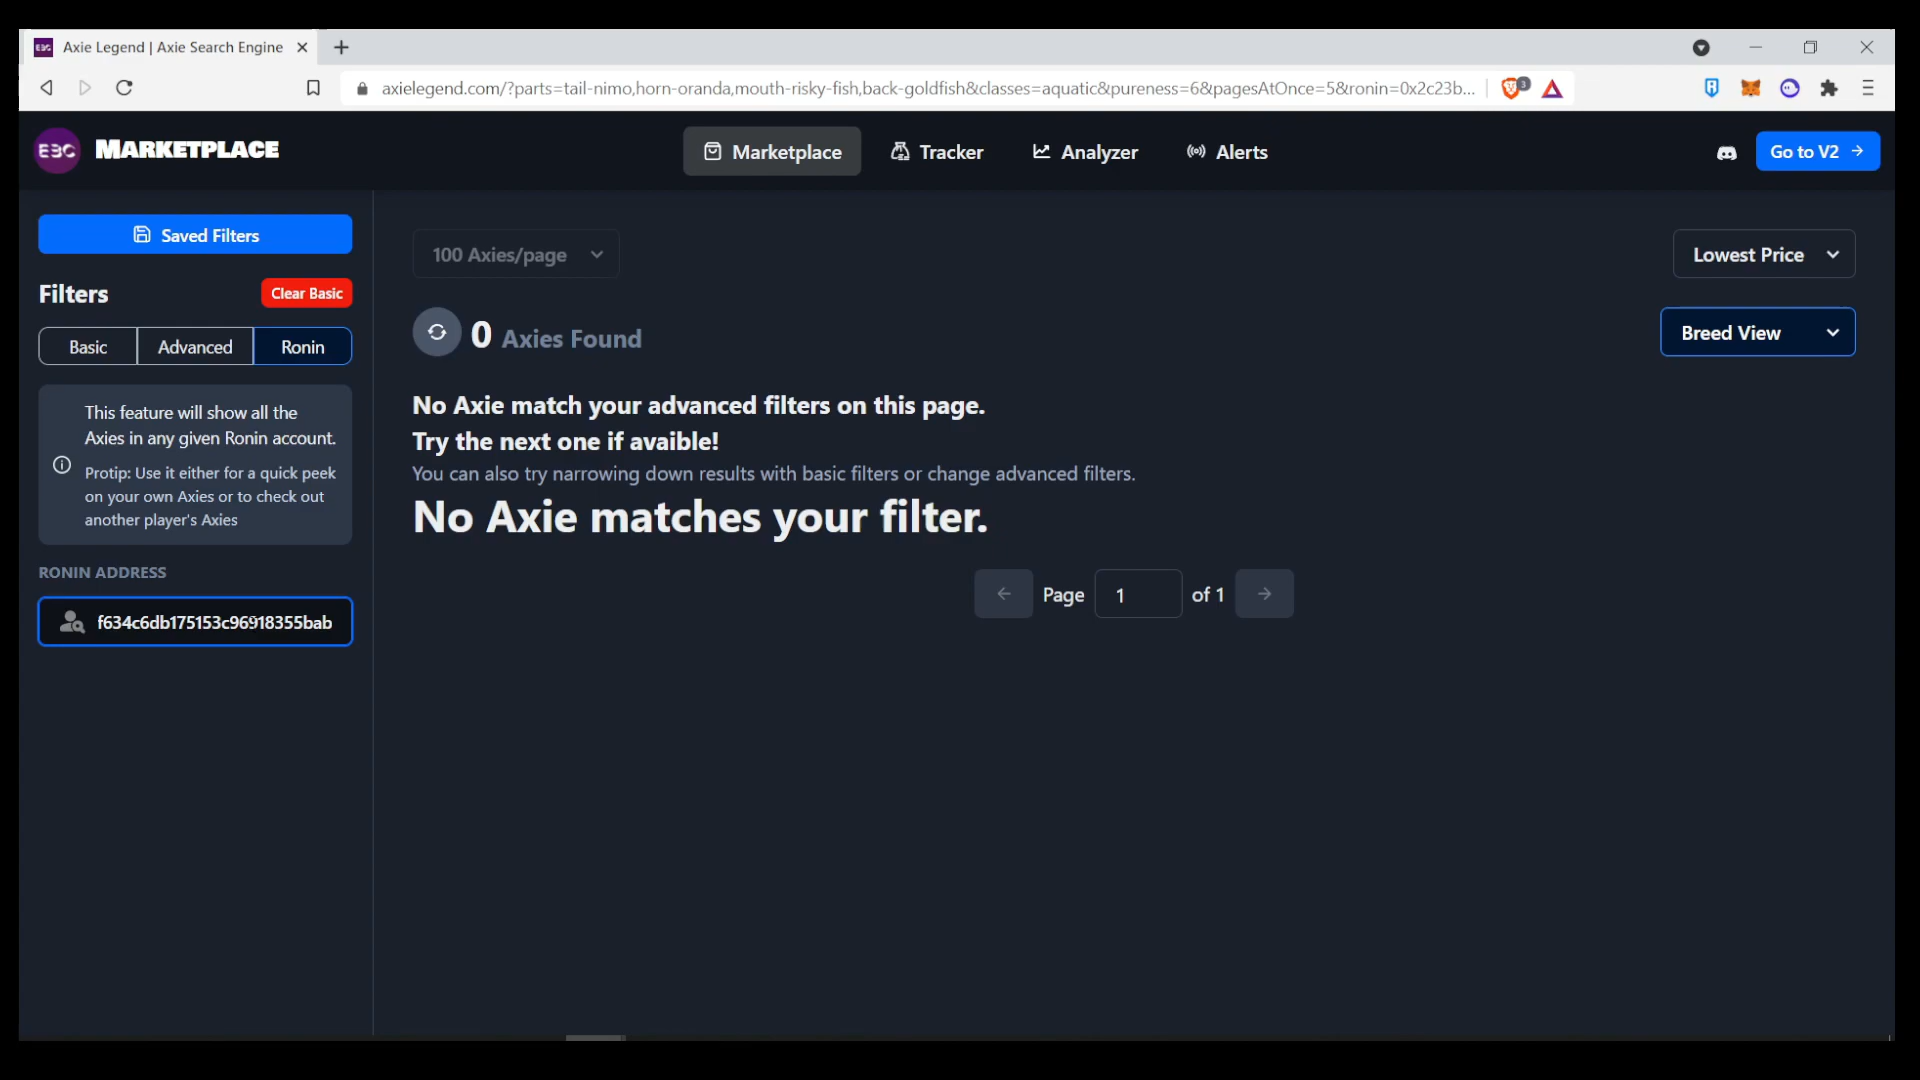 E3C Axie Legend | Axie Search Engine
axielegend.com/?parts=tail-nimo,horn-oranda,mouth-risky-fish,back-goldfish&classes=aquatic&pureness=6&pagesAtOnce=5&ronin=0x2c23b...
3
E3C MARKETPLACE
Marketplace
Tracker
Analyzer
Alerts
Go to V2
Saved Filters
Filters
Clear Basic
Basic
Advanced
Ronin
This feature will show all the
Axies in any given Ronin account.
Protip: Use it either for a quick peek
on your own Axies or to check out
another player's Axies
RONIN ADDRESS
f634c6db175153c96918355bab
100 Axies/page
Lowest Price
0 Axies Found
Breed View
No Axie match your advanced filters on this page.
Try the next one if avaible!
You can also try narrowing down results with basic filters or change advanced filters.
No Axie matches your filter.
Page 1 of 1